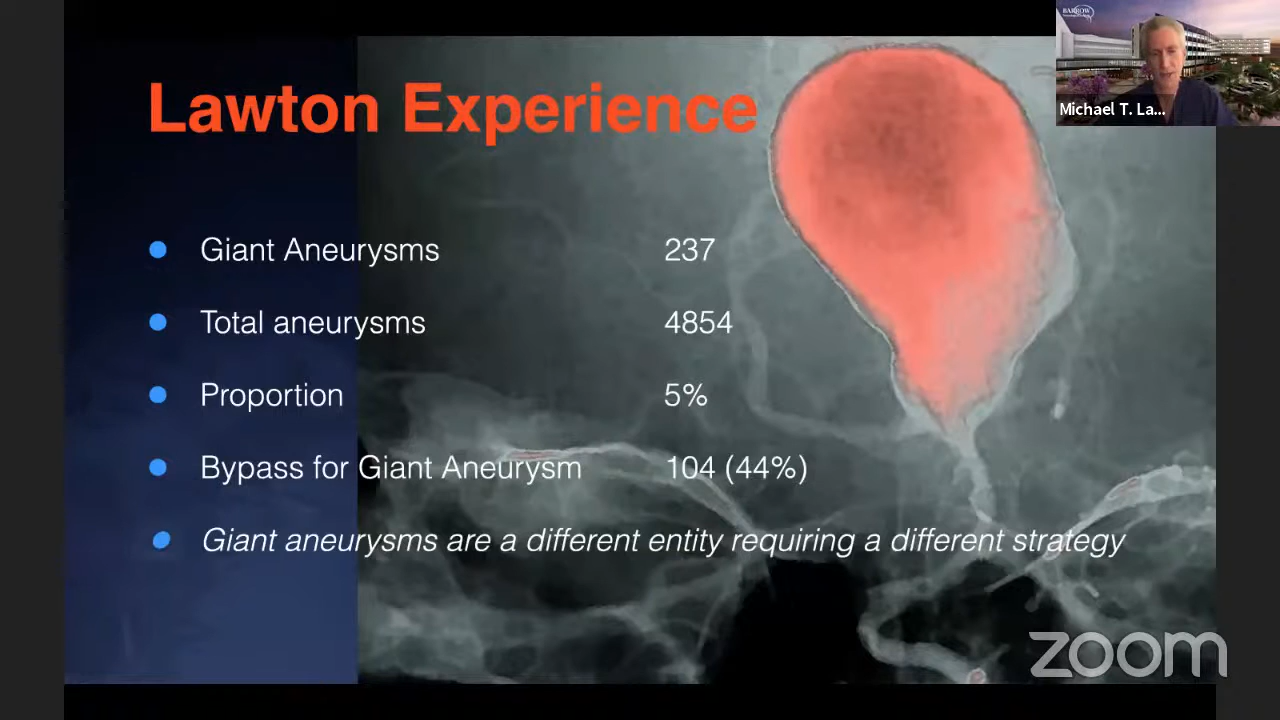 BARROW
Michael T. La...
Lawton Experience
Giant Aneurysms 237
Total aneurysms 4854
Proportion 5%
Bypass for Giant Aneurysm 104 (44%)
Giant aneurysms are a different entity requiring a different strategy
zoom